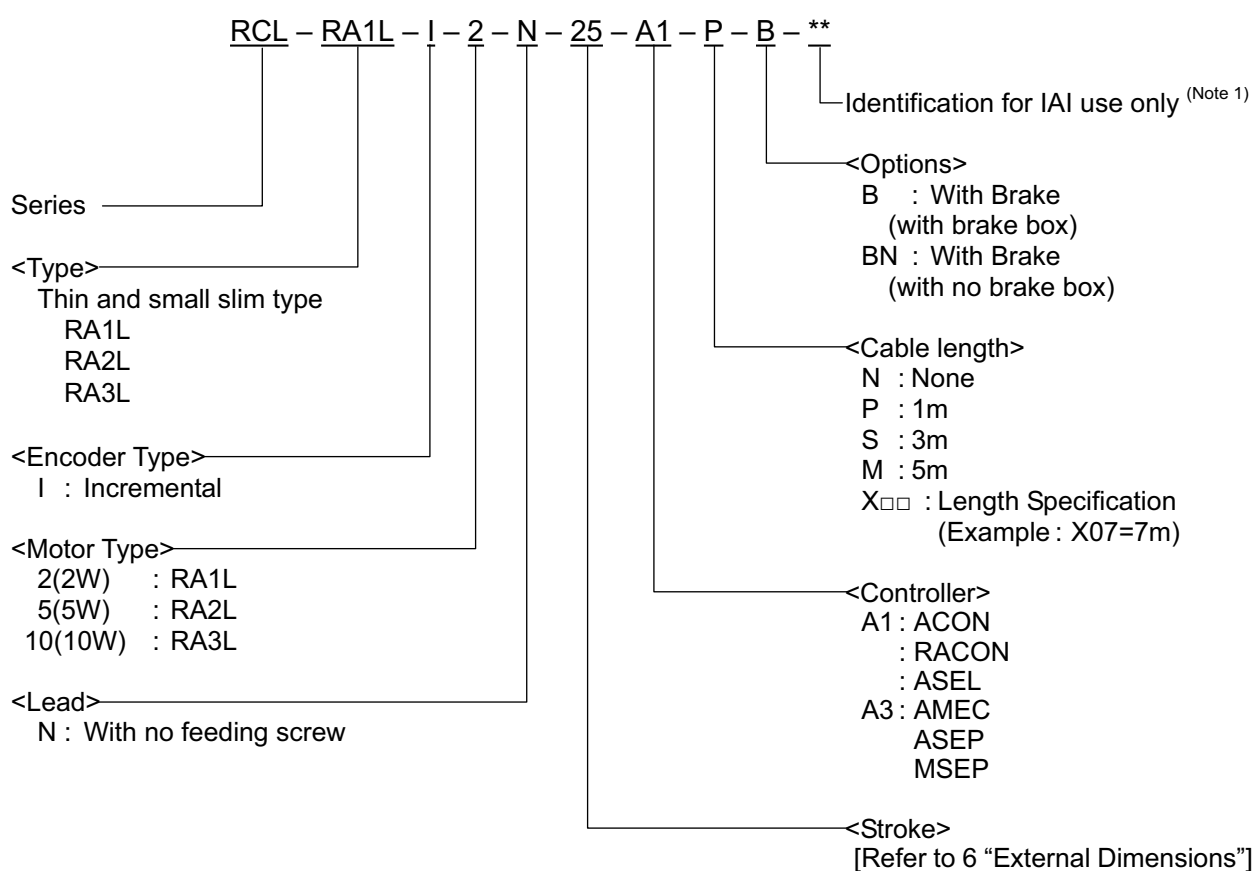 RCL – RA1L – I – 2 – N – 25 – A1 – P – B – **
Identification for IAI use only (Note 1)
<Options>
B : With Brake
(with brake box)
BN : With Brake
(with no brake box)
<Cable length>
N : None
P : 1m
S : 3m
M : 5m
X□□ : Length Specification
(Example : X07=7m)
<Controller>
A1 : ACON
: RACON
: ASEL
A3 : AMEC
ASEP
MSEP
<Stroke>
[Refer to 6 “External Dimensions”]
Series
<Type>
Thin and small slim type
RA1L
RA2L
RA3L
<Encoder Type>
I : Incremental
<Motor Type>
2(2W) : RA1L
5(5W) : RA2L
10(10W) : RA3L
<Lead>
N : With no feeding screw